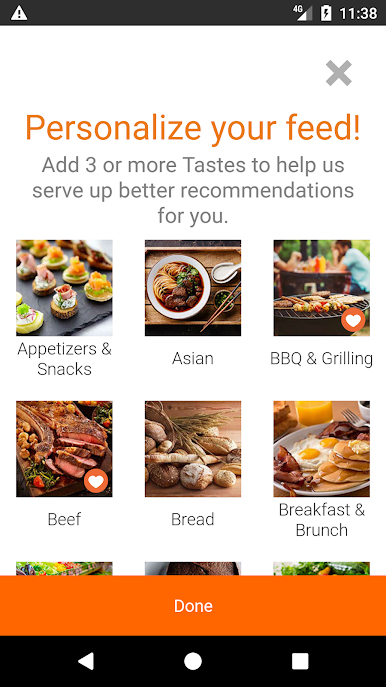 4G 11:38
Personalize your feed!
Add 3 or more Tastes to help us
serve up better recommendations
for you.
Appetizers &
Snacks
Asian
BBQ & Grilling
Beef
Bread
Breakfast &
Brunch
Done